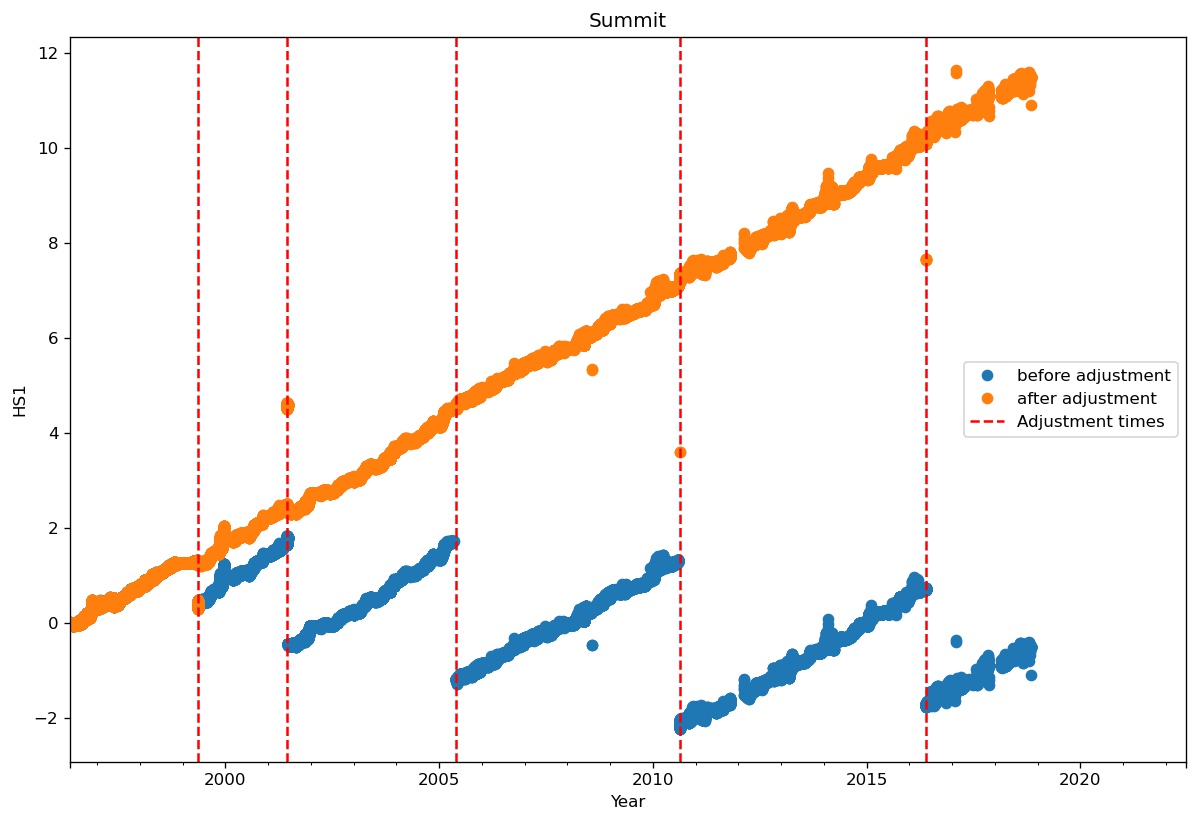 Summit
12
10
8
6
4
2
0
−2
HS1
before adjustment
after adjustment
Adjustment times
2000
2005
2010
2015
2020
Year